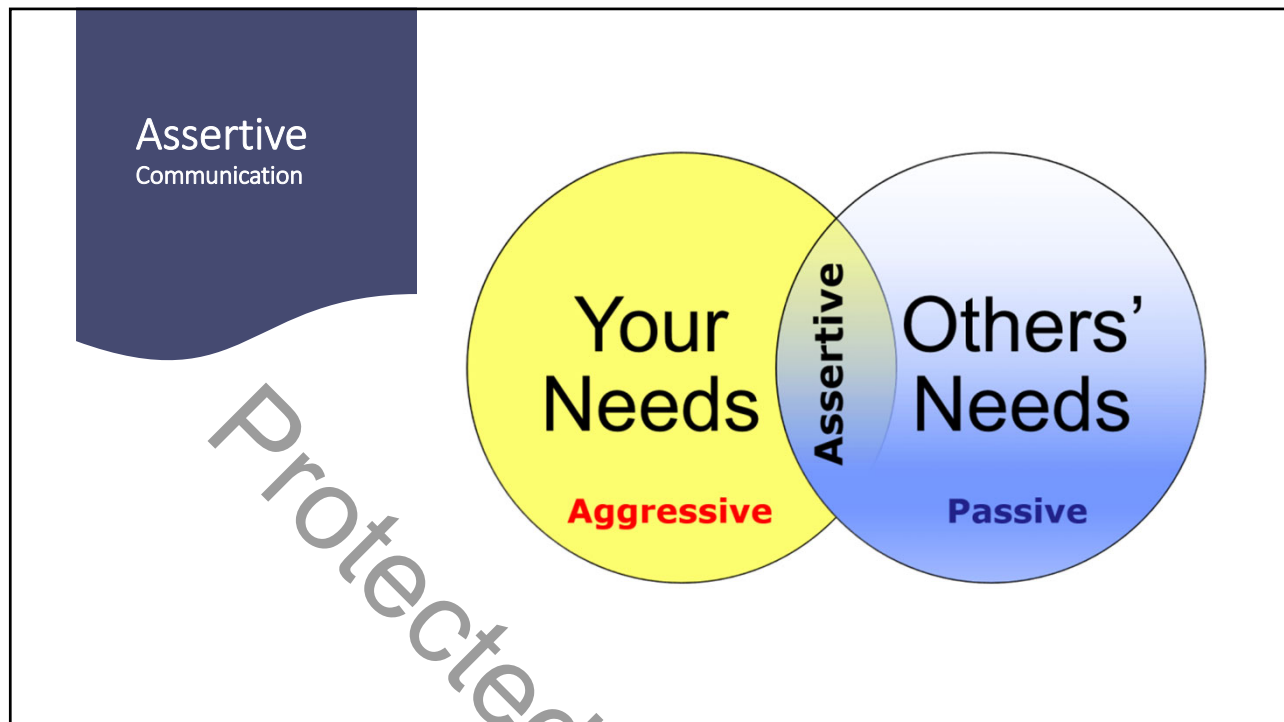 Assertive
Communication
Your
Needs
Aggressive
Assertive
Others’
Needs
Passive
Protected